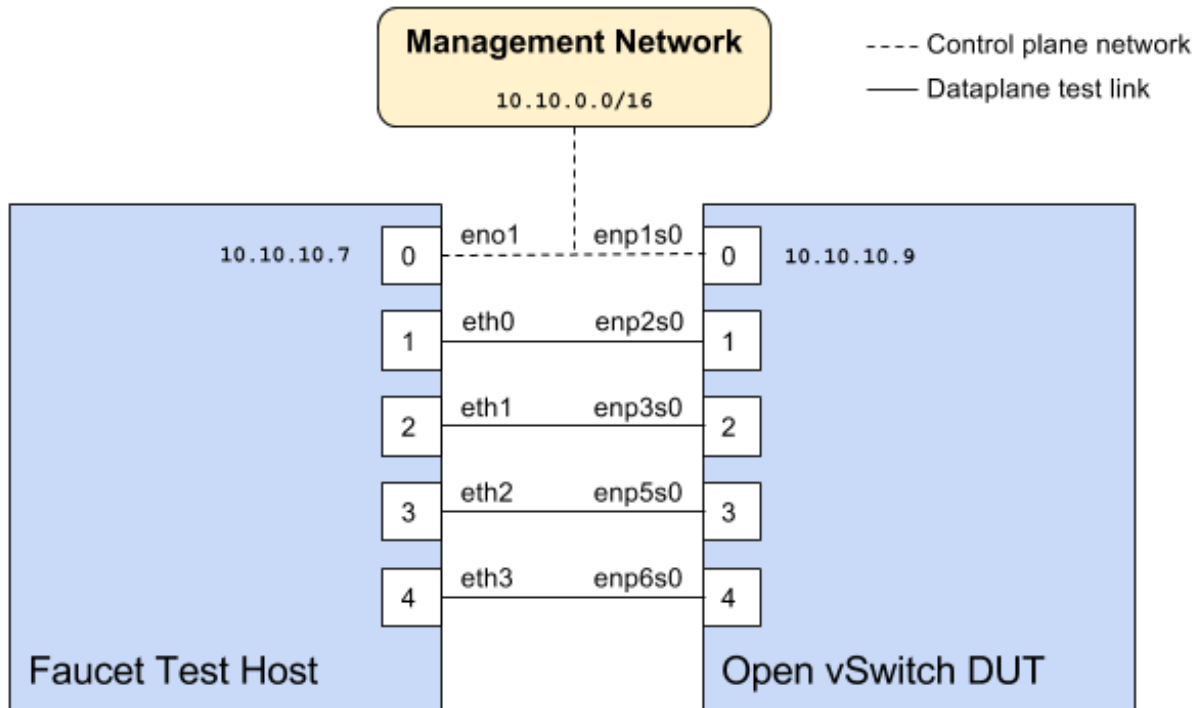 Management Network
10.10.0.0/16
Control plane network
Dataplane test link
10.10.10.7
0
eno1
enp1s0
0
10.10.10.9
1
eth0
enp2s0
1
2
eth1
enp3s0
2
3
eth2
enp5s0
3
4
eth3
enp6s0
4
Faucet Test Host
Open vSwitch DUT